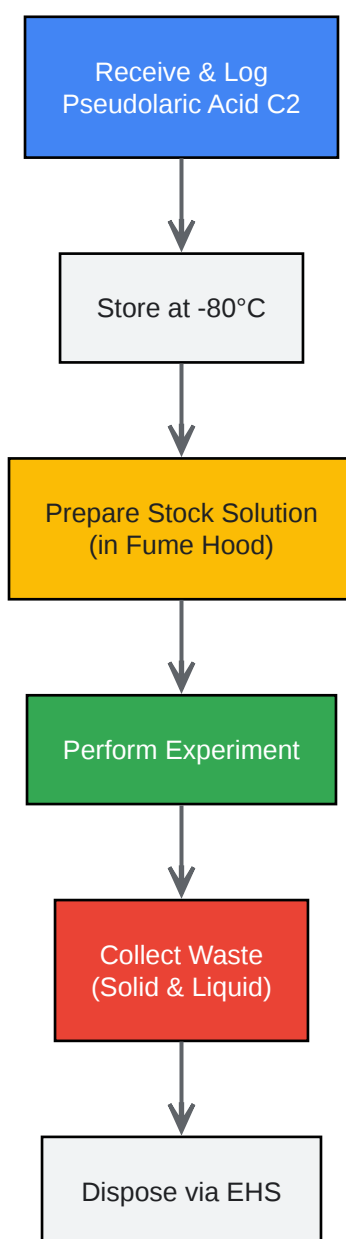 Receive & Log
Pseudolaric Acid C2
Store at -80°C
Prepare Stock Solution
(in Fume Hood)
Perform Experiment
Collect Waste
(Solid & Liquid)
Dispose via EHS